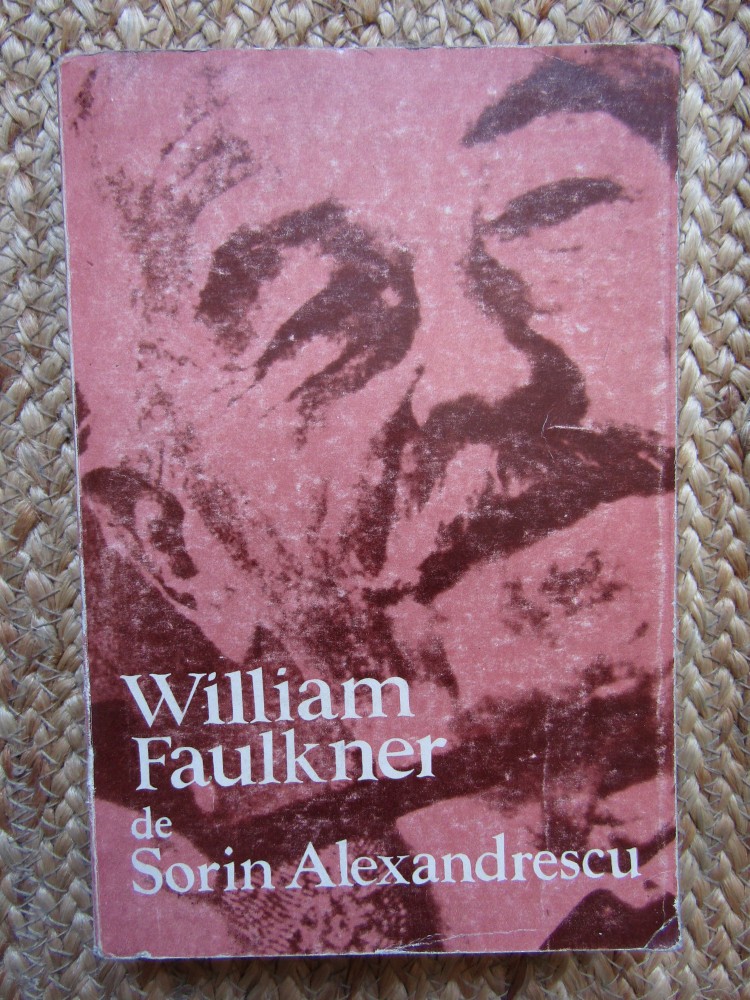 William
Faulkner
de
Sorin Alexandrescu